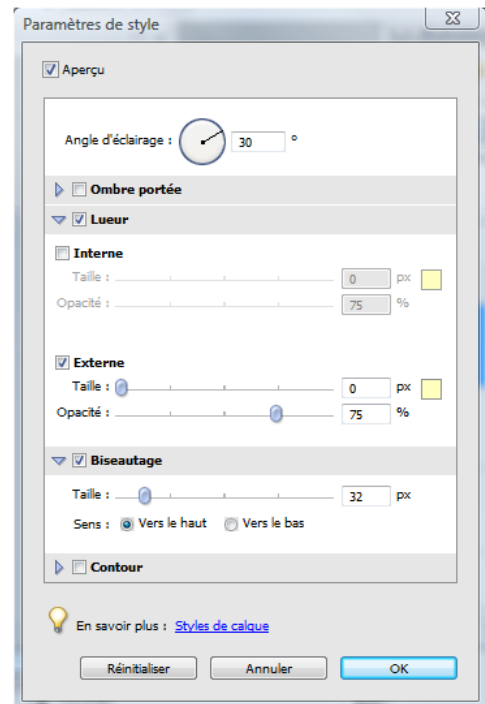 Paramètres de style
Aperçu
Angle d'éclairage : 30 °
Ombre portée
Lueur
Interne
Taille : 0 px
Opacité : 75 %
Externe
Taille : 0 px
Opacité : 75 %
Biseautage
Taille : 32 px
Sens : Vers le haut Vers le bas
Contour
En savoir plus : Styles de calque
Réinitialiser Annuler OK